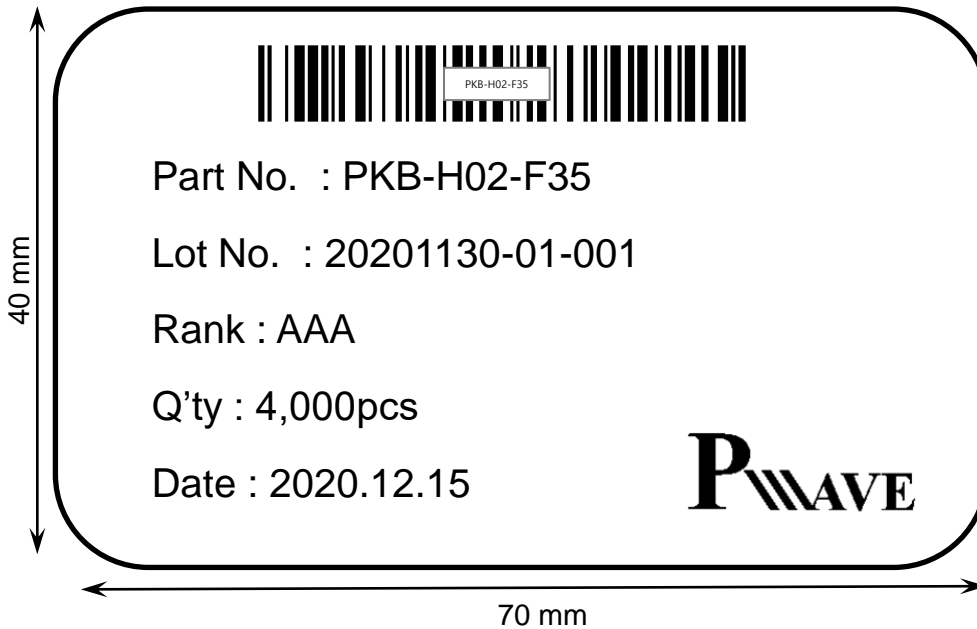 PKB-H02-F35
Part No. : PKB-H02-F35
Lot No. : 20201130-01-001
40 mm
Rank : AAA
Q'ty : 4,000pcs
Date : 2020.12.15
PWAVE
70 mm